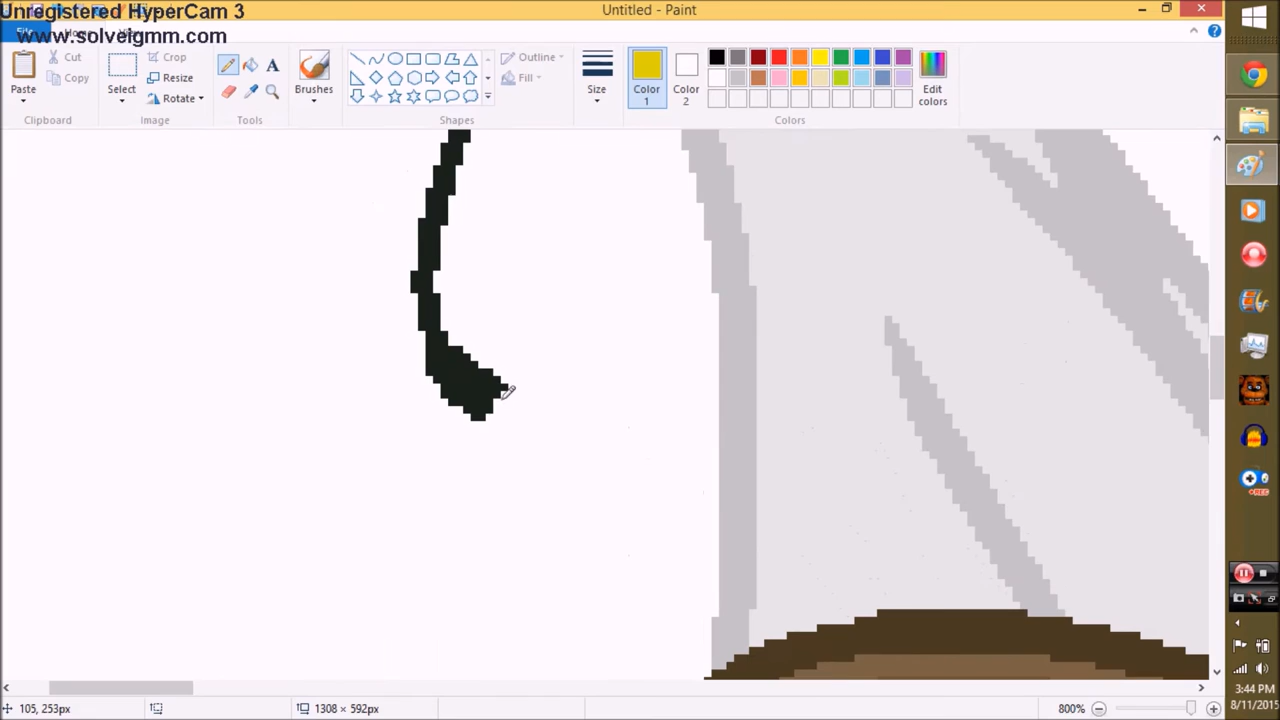 Unregistered HyperCam 3
Untitled - Paint
www.solveigmm.com
Paste
Cut
Copy
Clipboard
Select
Crop
Resize
Rotate
Image
A
Tools
Brushes
Outline
Fill
Shapes
Size
Color 1
Color 2
Edit colors
Colors
REC
3:44 PM
8/11/2015
105, 253px
1308 × 592px
800%